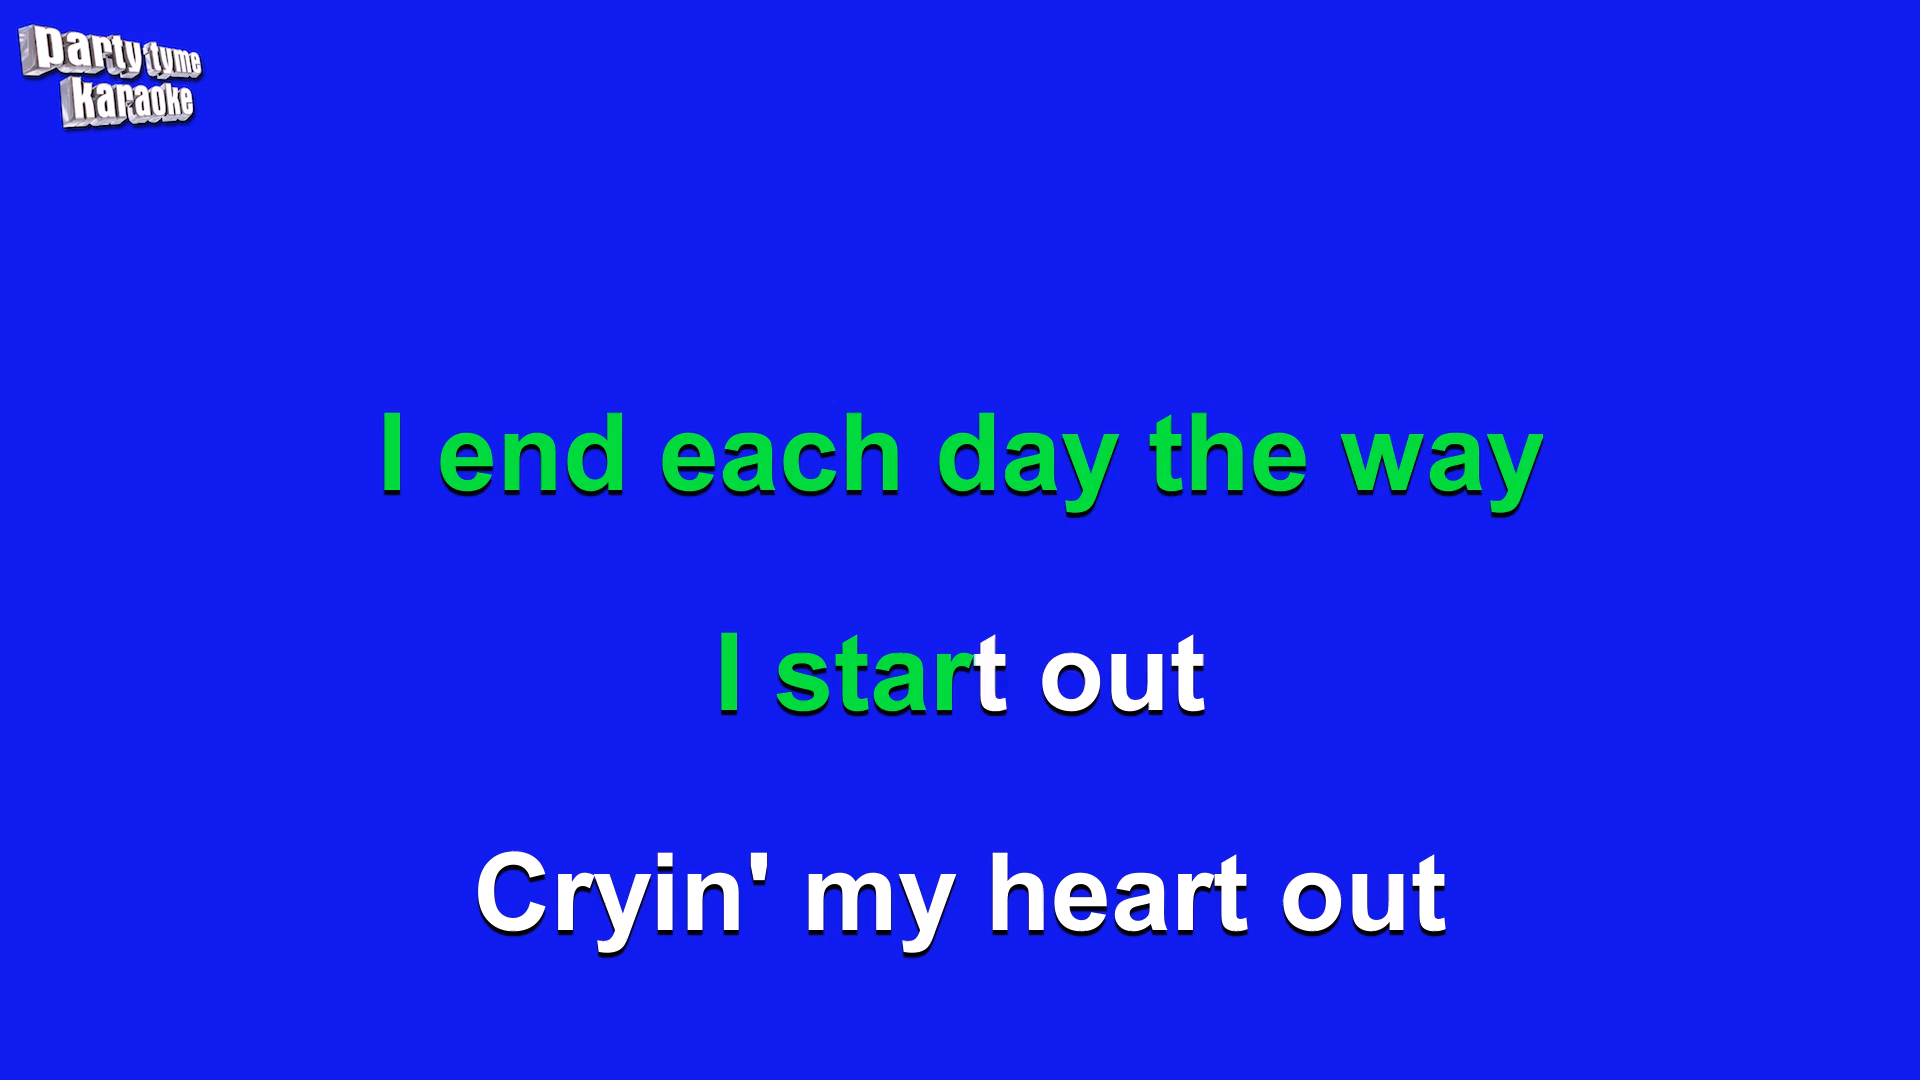 party tyme
karaoke
I end each day the way
I start out
Cryin' my heart out